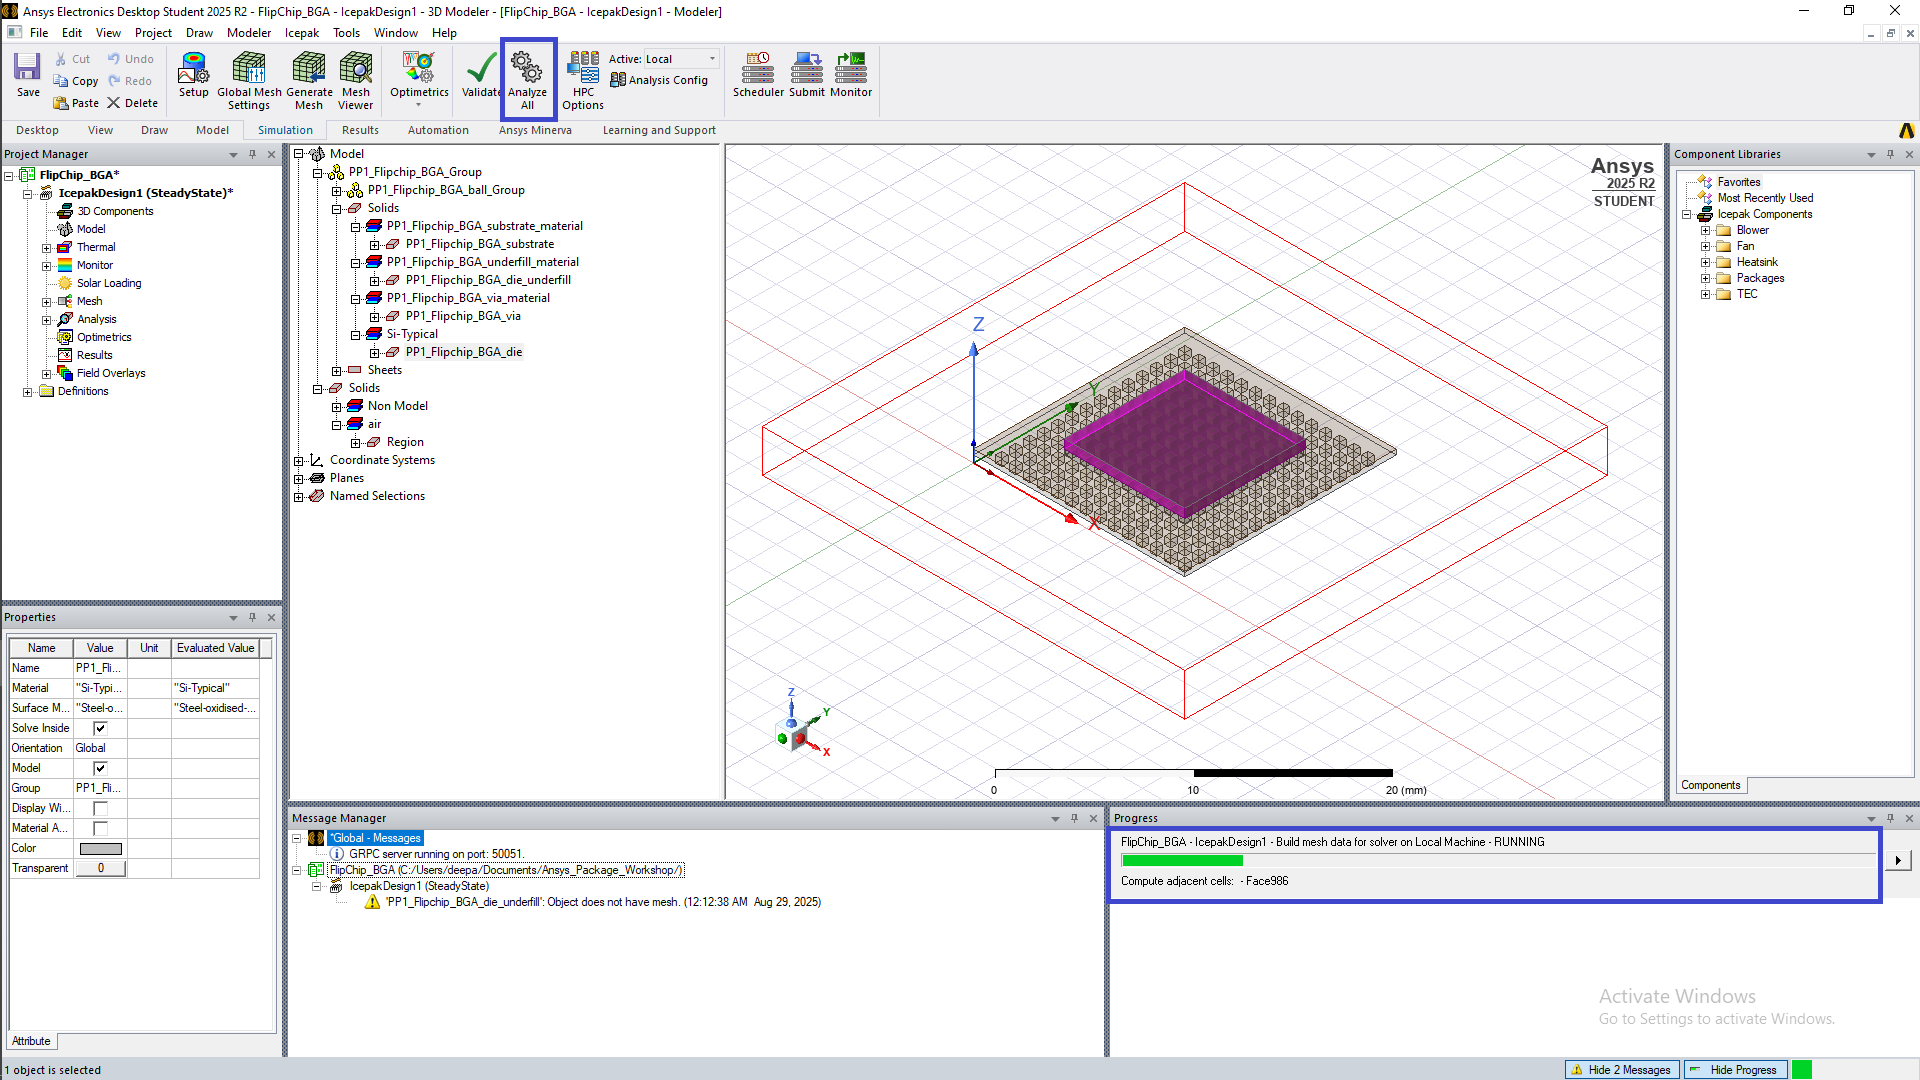 Ansys Electronics Desktop Student 2025 R2 - FlipChip_BGA - IcepakDesign1 - 3D Modeler - [FlipChip_BGA - IcepakDesign1 - Modeler]
File Edit View Project Draw Modeler Icepak Tools Window Help
Save
Cut
Copy
Paste
Undo
Redo
Delete
Setup
Global Mesh Settings
Generate Mesh
Mesh Viewer
Optimetrics
Validate
Analyze All
HPC Options
Active: Local
Analysis Config
Scheduler
Submit
Monitor
Desktop View Draw Model Simulation Results Automation Ansys Minerva Learning and Support
Project Manager
FlipChip_BGA*
IcepakDesign1 (SteadyState)*
3D Components
Model
Thermal
Monitor
Solar Loading
Mesh
Analysis
Optimetrics
Results
Field Overlays
Definitions
Properties
Name Value Unit Evaluated Value
Name PP1_Fli...
Material "Si-Typi... "Si-Typical"
Surface M... "Steel-o... "Steel-oxidised-...
Solve Inside
Orientation Global
Model
Group PP1_Fli...
Display Wi...
Material A...
Color
Transparent 0
Attribute
Model
PP1_Flipchip_BGA_Group
PP1_Flipchip_BGA_ball_Group
Solids
PP1_Flipchip_BGA_substrate_material
PP1_Flipchip_BGA_substrate
PP1_Flipchip_BGA_underfill_material
PP1_Flipchip_BGA_die_underfill
PP1_Flipchip_BGA_via_material
PP1_Flipchip_BGA_via
Si-Typical
PP1_Flipchip_BGA_die
Sheets
Solids
Non Model
air
Region
Coordinate Systems
Planes
Named Selections
Ansys
2025 R2
STUDENT
Z
Y
X
Z
Y
X
0 10 20 (mm)
Component Libraries
Favorites
Most Recently Used
Icepak Components
Blower
Fan
Heatsink
Packages
TEC
Components
Message Manager
*Global - Messages
GRPC server running on port: 50051.
FlipChip_BGA (C:/Users/deepa/Documents/Ansys_Package_Workshop/)
IcepakDesign1 (SteadyState)
'PP1_Flipchip_BGA_die_underfill': Object does not have mesh. (12:12:38 AM Aug 29, 2025)
Progress
FlipChip_BGA - IcepakDesign1 - Build mesh data for solver on Local Machine - RUNNING
Compute adjacent cells: - Face986
Activate Windows
Go to Settings to activate Windows.
1 object is selected
Hide 2 Messages
Hide Progress